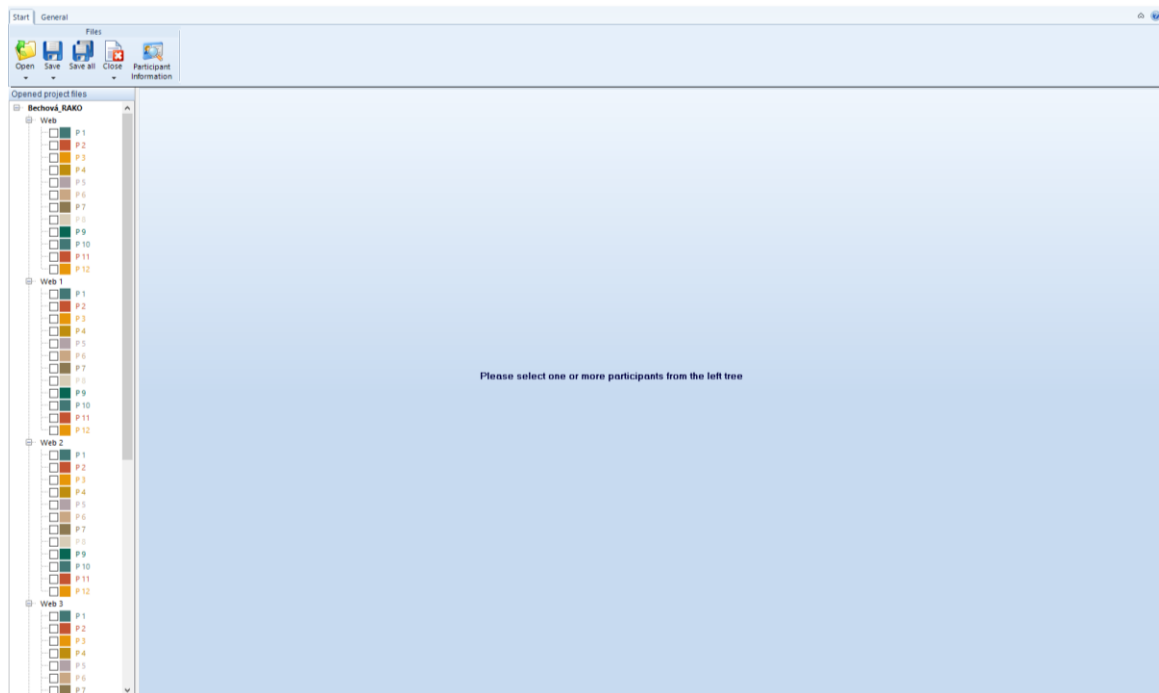 Start General
Files
Open Save Save all Close Participant Information
Opened project files
Bechová_RAKO
Web
P 1
P 2
P 3
P 4
P 5
P 6
P 7
P 8
P 9
P 10
P 11
P 12
Web 1
P 1
P 2
P 3
P 4
P 5
P 6
P 7
P 8
P 9
P 10
P 11
P 12
Web 2
P 1
P 2
P 3
P 4
P 5
P 6
P 7
P 8
P 9
P 10
P 11
P 12
Web 3
P 1
P 2
P 3
P 4
P 5
P 6
P 7
Please select one or more participants from the left tree